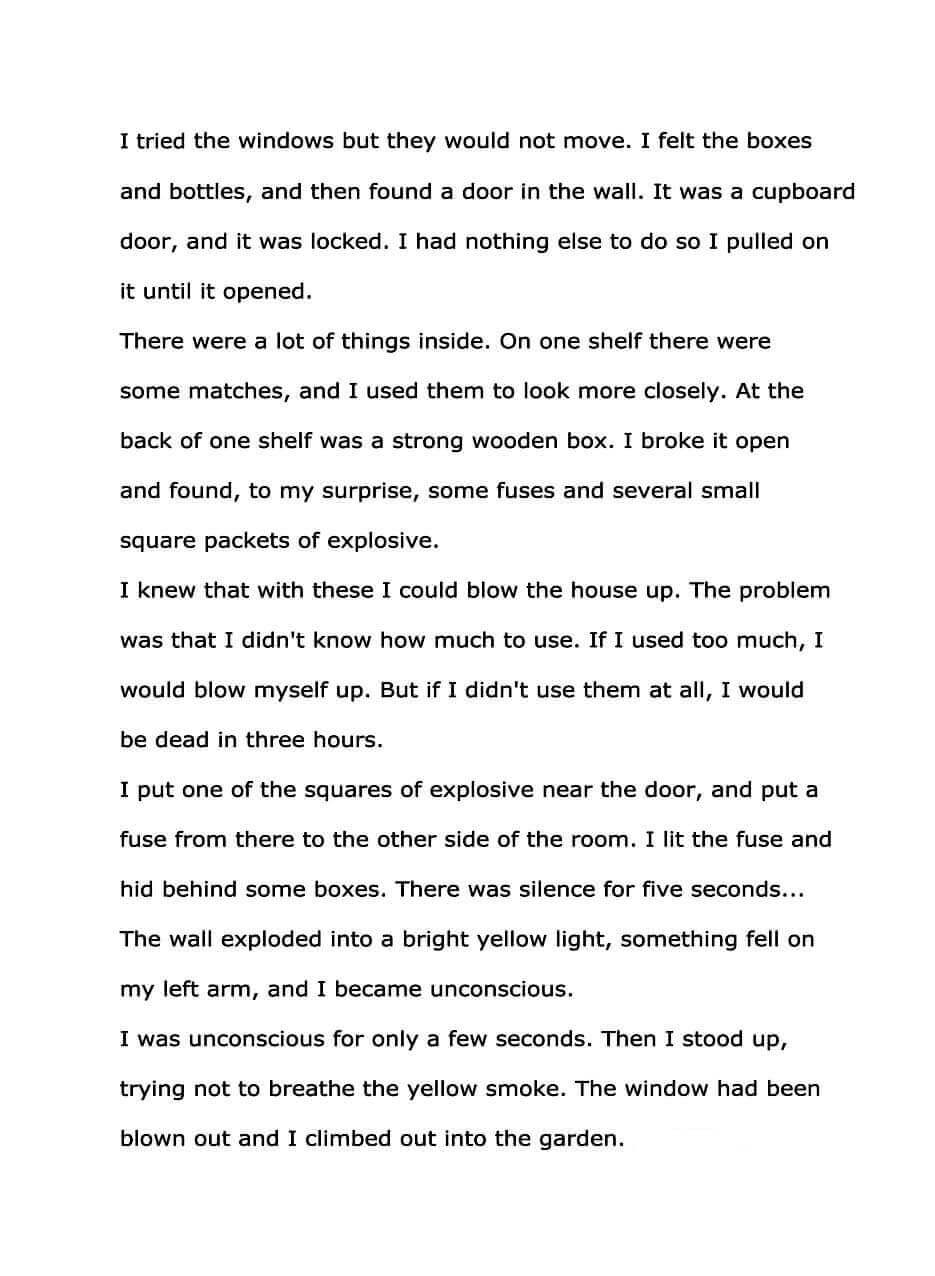 I tried the windows but they would not move. I felt the boxes
and bottles, and then found a door in the wall. It was a cupboard
door, and it was locked. I had nothing else to do so I pulled on
it until it opened.
There were a lot of things inside. On one shelf there were
some matches, and I used them to look more closely. At the
back of one shelf was a strong wooden box. I broke it open
and found, to my surprise, some fuses and several small
square packets of explosive.
I knew that with these I could blow the house up. The problem
was that I didn't know how much to use. If I used too much, I
would blow myself up. But if I didn't use them at all, I would
be dead in three hours.
I put one of the squares of explosive near the door, and put a
fuse from there to the other side of the room. I lit the fuse and
hid behind some boxes. There was silence for five seconds...
The wall exploded into a bright yellow light, something fell on
my left arm, and I became unconscious.
I was unconscious for only a few seconds. Then I stood up,
trying not to breathe the yellow smoke. The window had been
blown out and I climbed out into the garden.